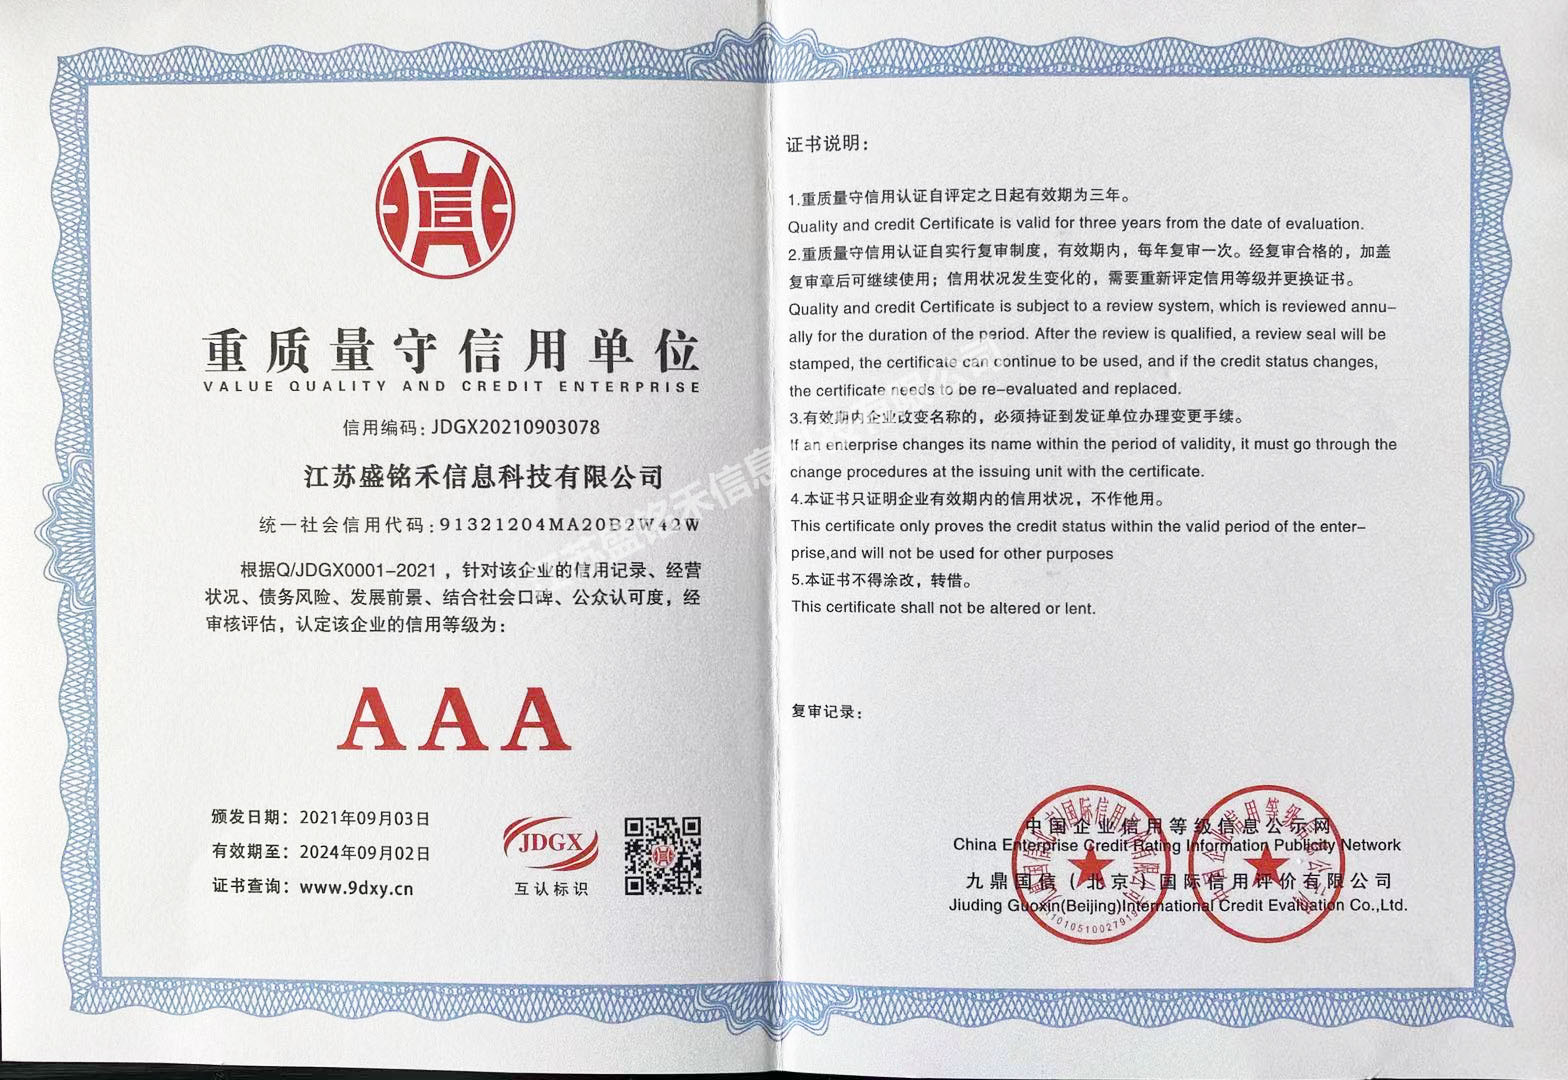 信
重质量守信用单位
VALUE QUALITY AND CREDIT ENTERPRISE
信用编码：JDGX20210903078
江苏盛铭禾信息科技有限公司
统一社会信用代码：91321204MA20B2W42W
根据Q/JDGX0001-2021，针对该企业的信用记录、经营
状况、债务风险、发展前景、结合社会口碑、公众认可度，经
审核评估，认定该企业的信用等级为：
AAA
颁发日期：2021年09月03日
有效期至：2024年09月02日
证书查询：www.9dxy.cn
JDGX
互认标识
证书说明：
1.重质量守信用认证自评定之日起有效期为三年。
Quality and credit Certificate is valid for three years from the date of evaluation.
2.重质量守信用认证自实行复审制度，有效期内，每年复审一次。经复审合格的，加盖
复审章后可继续使用；信用状况发生变化的，需要重新评定信用等级并更换证书。
Quality and credit Certificate is subject to a review system, which is reviewed annu-
ally for the duration of the period. After the review is qualified, a review seal will be
stamped, the certificate can continue to be used, and if the credit status changes,
the certificate needs to be re-evaluated and replaced.
3.有效期内企业改变名称的，必须持证到发证单位办理变更手续。
If an enterprise changes its name within the period of validity, it must go through the
change procedures at the issuing unit with the certificate.
4.本证书只证明企业有效期内的信用状况，不作他用。
This certificate only proves the credit status within the valid period of the enter-
prise,and will not be used for other purposes
5.本证书不得涂改，转借。
This certificate shall not be altered or lent.
复审记录：
中国企业信用等级信息公示网
China Enterprise Credit Rating Information Publicity Network
九鼎国信（北京）国际信用评价有限公司
Jiuding Guoxin(Beijing)International Credit Evaluation Co.,Ltd.
江苏盛铭禾信息科技有限公司